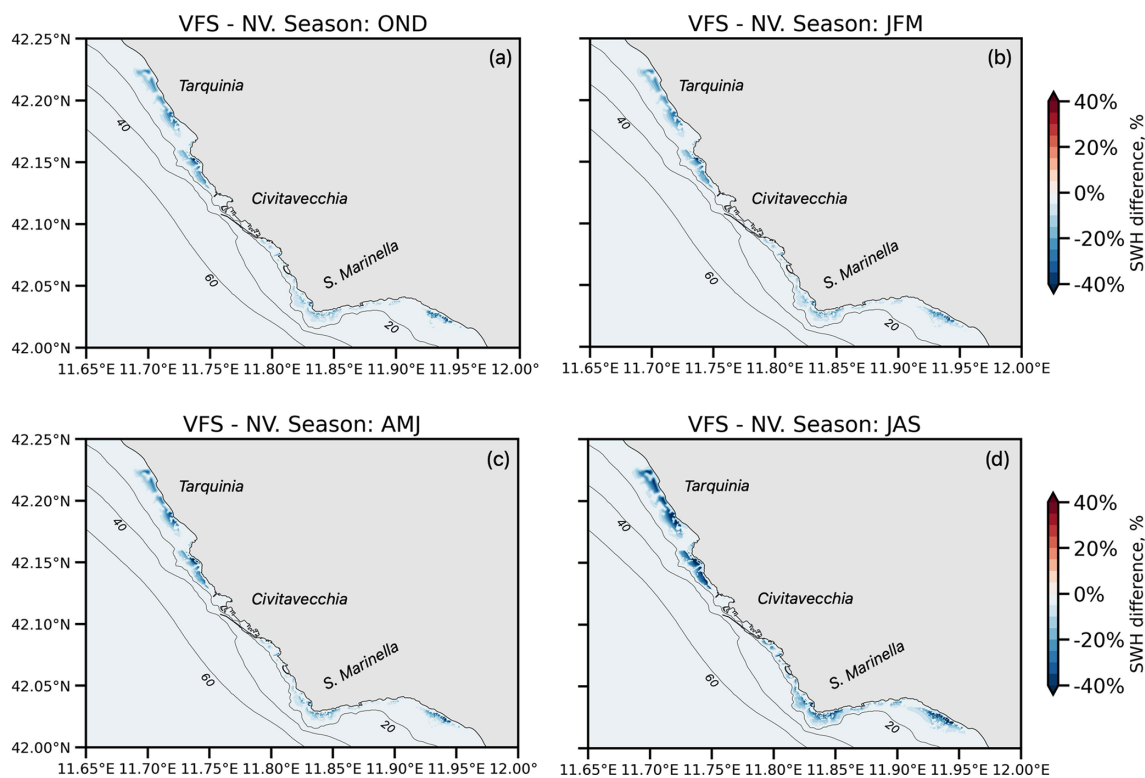 VFS - NV. Season: OND
VFS - NV. Season: JFM
42.25°N
42.20°N
42.15°N
42.10°N
42.05°N
42.00°N
(a)
Tarquinia
40
Civitavecchia
60
S. Marinella
20
11.65°E 11.70°E 11.75°E 11.80°E 11.85°E 11.90°E 11.95°E 12.00°E
(b)
Tarquinia
40
Civitavecchia
60
S. Marinella
20
11.65°E 11.70°E 11.75°E 11.80°E 11.85°E 11.90°E 11.95°E 12.00°E
40%
20%
0%
-20%
-40%
SWH difference, %
VFS - NV. Season: AMJ
VFS - NV. Season: JAS
42.25°N
42.20°N
42.15°N
42.10°N
42.05°N
42.00°N
(c)
Tarquinia
40
Civitavecchia
60
S. Marinella
20
11.65°E 11.70°E 11.75°E 11.80°E 11.85°E 11.90°E 11.95°E 12.00°
(d)
Tarquinia
40
Civitavecchia
60
S. Marinella
20
11.65°E 11.70°E 11.75°E 11.80°E 11.85°E 11.90°E 11.95°E 12.00°E
40%
20%
0%
-20%
-40%
SWH difference, %